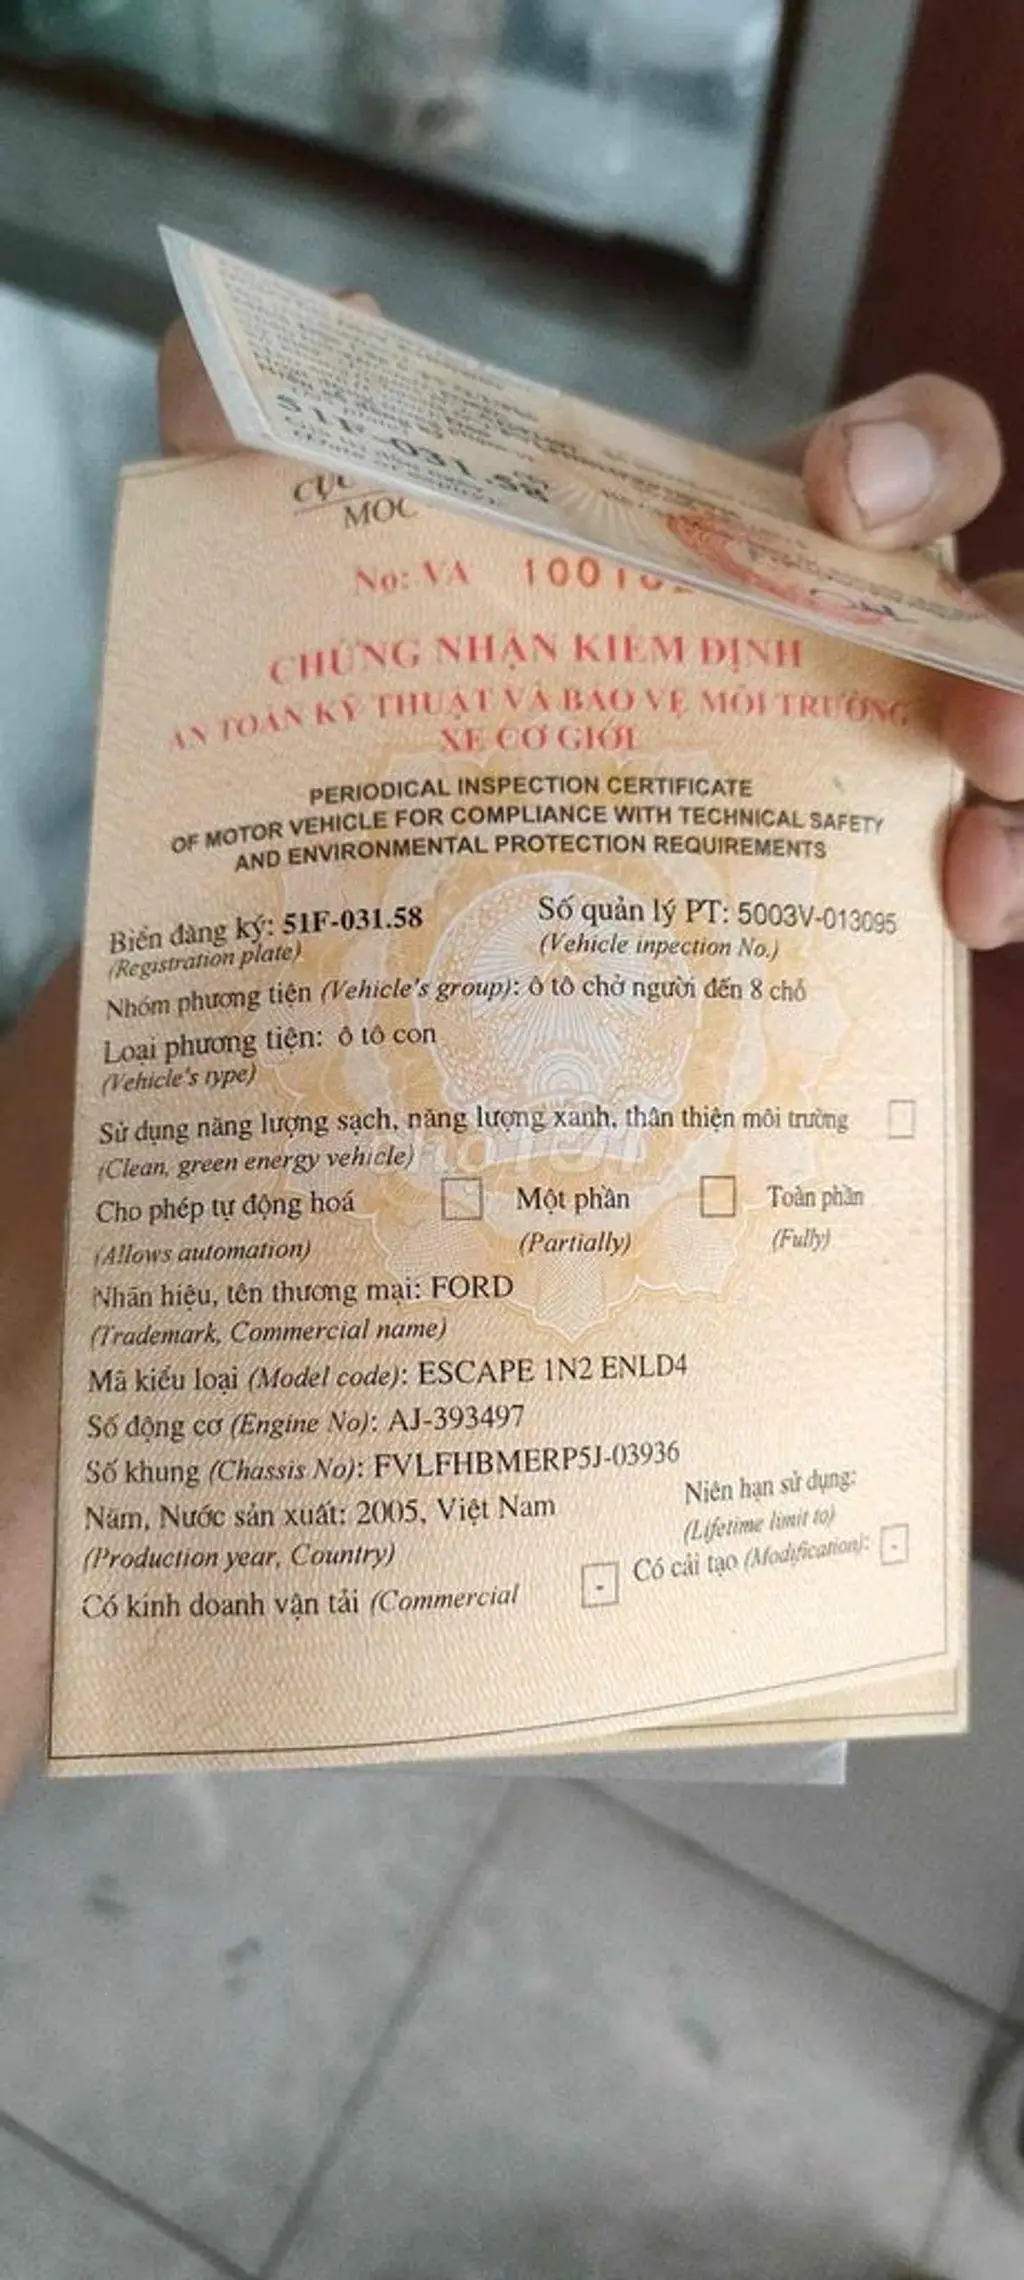 51F-031.58
MOC
No: VA 10010
CHỨNG NHẬN KIỂM ĐỊNH
AN TOÀN KỸ THUẬT VÀ BẢO VỆ MÔI TRƯỜNG
XE CƠ GIỚI
PERIODICAL INSPECTION CERTIFICATE
OF MOTOR VEHICLE FOR COMPLIANCE WITH TECHNICAL SAFETY
AND ENVIRONMENTAL PROTECTION REQUIREMENTS
Biển đăng ký: 51F-031.58 Số quản lý PT: 5003V-013095
(Registration plate) (Vehicle inpection No.)
Nhóm phương tiện (Vehicle's group): ô tô chở người đến 8 chỗ
Loại phương tiện: ô tô con
(Vehicle's type)
Sử dụng năng lượng sạch, năng lượng xanh, thân thiện môi trường
(Clean, green energy vehicle)
Cho phép tự động hoá Một phần Toàn phần
(Allows automation) (Partially) (Fully)
Nhãn hiệu, tên thương mại: FORD
(Trademark, Commercial name)
Mã kiểu loại (Model code): ESCAPE 1N2 ENLD4
Số động cơ (Engine No): AJ-393497
Số khung (Chassis No): FVLFHBMERP5J-03936
Năm, Nước sản xuất: 2005, Việt Nam Niên hạn sử dụng:
(Production year, Country) (Lifetime limit to)
Có kinh doanh vận tải (Commercial - Có cải tạo (Modification): -